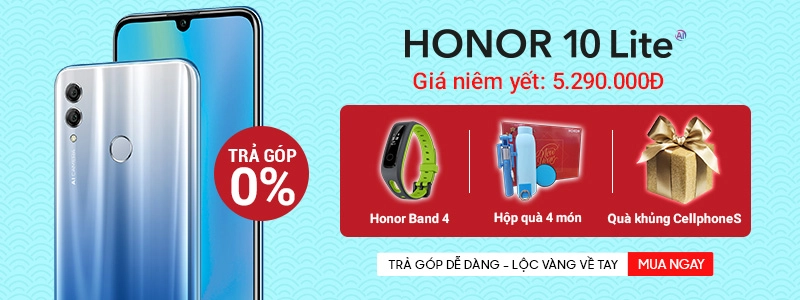 HONOR 10 Lite AI
Giá niêm yết: 5.290.000Đ
TRẢ GÓP
0%
Honor Band 4
Hộp quà 4 món
Quà khủng CellphoneS
TRẢ GÓP DỄ DÀNG - LỘC VÀNG VỀ TAY
MUA NGAY